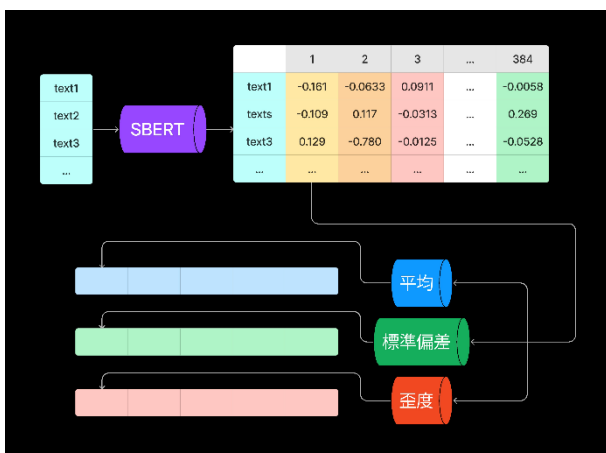 1 2 3 ... 384
text1 text1 -0.161 -0.0633 0.0911 ... -0.0058
text2 SBERT texts -0.109 0.117 -0.0313 ... 0.269
text3 text3 0.129 -0.780 -0.0125 ... -0.0528
... ... ... ... ... ... ...
平均
標準偏差
歪度